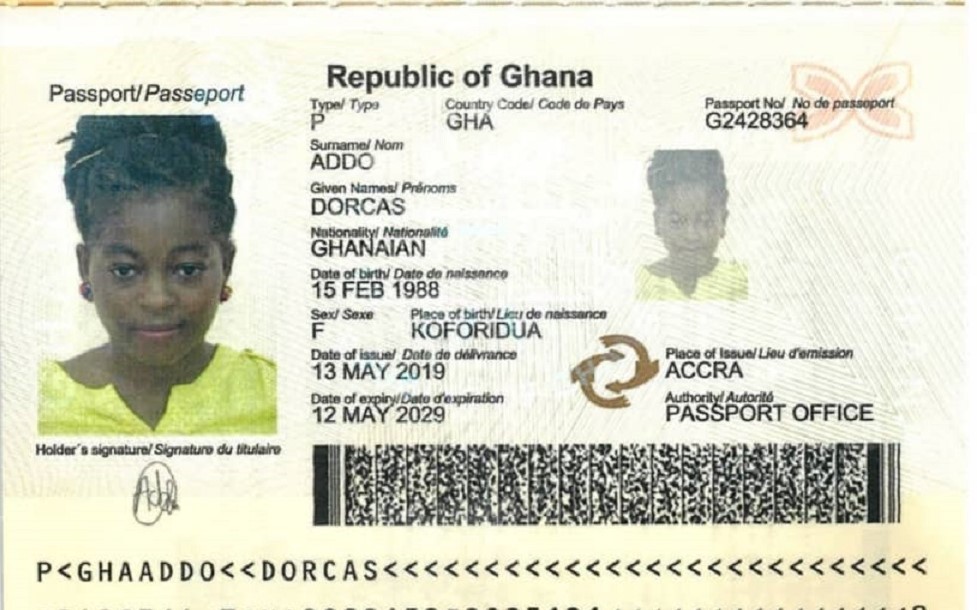 Republic of Ghana
Passport/Passeport
Type/ Type Country Code/ Code de Pays Passport No/ No de passeport
P GHA G2428364
Surname/ Nom
ADDO
Given Names/ Prénoms
DORCAS
Nationality/ Nationalité
GHANAIAN
Date of birth/ Date de naissance
15 FEB 1988
Sex/ Sexe Place of birth/Lieu de naissance
F KOFORIDUA
Date of issue/ Date de délivrance Place of Issue/ Lieu d'emission
13 MAY 2019 ACCRA
Date of expiry/Date d'expiration Authority/ Autorité
12 MAY 2029 PASSPORT OFFICE
Holder's signature/ Signature du titulaire
P<GHAADDO<<DORCAS<<<<<<<<<<<<<<<<<<<<<<<<<<<